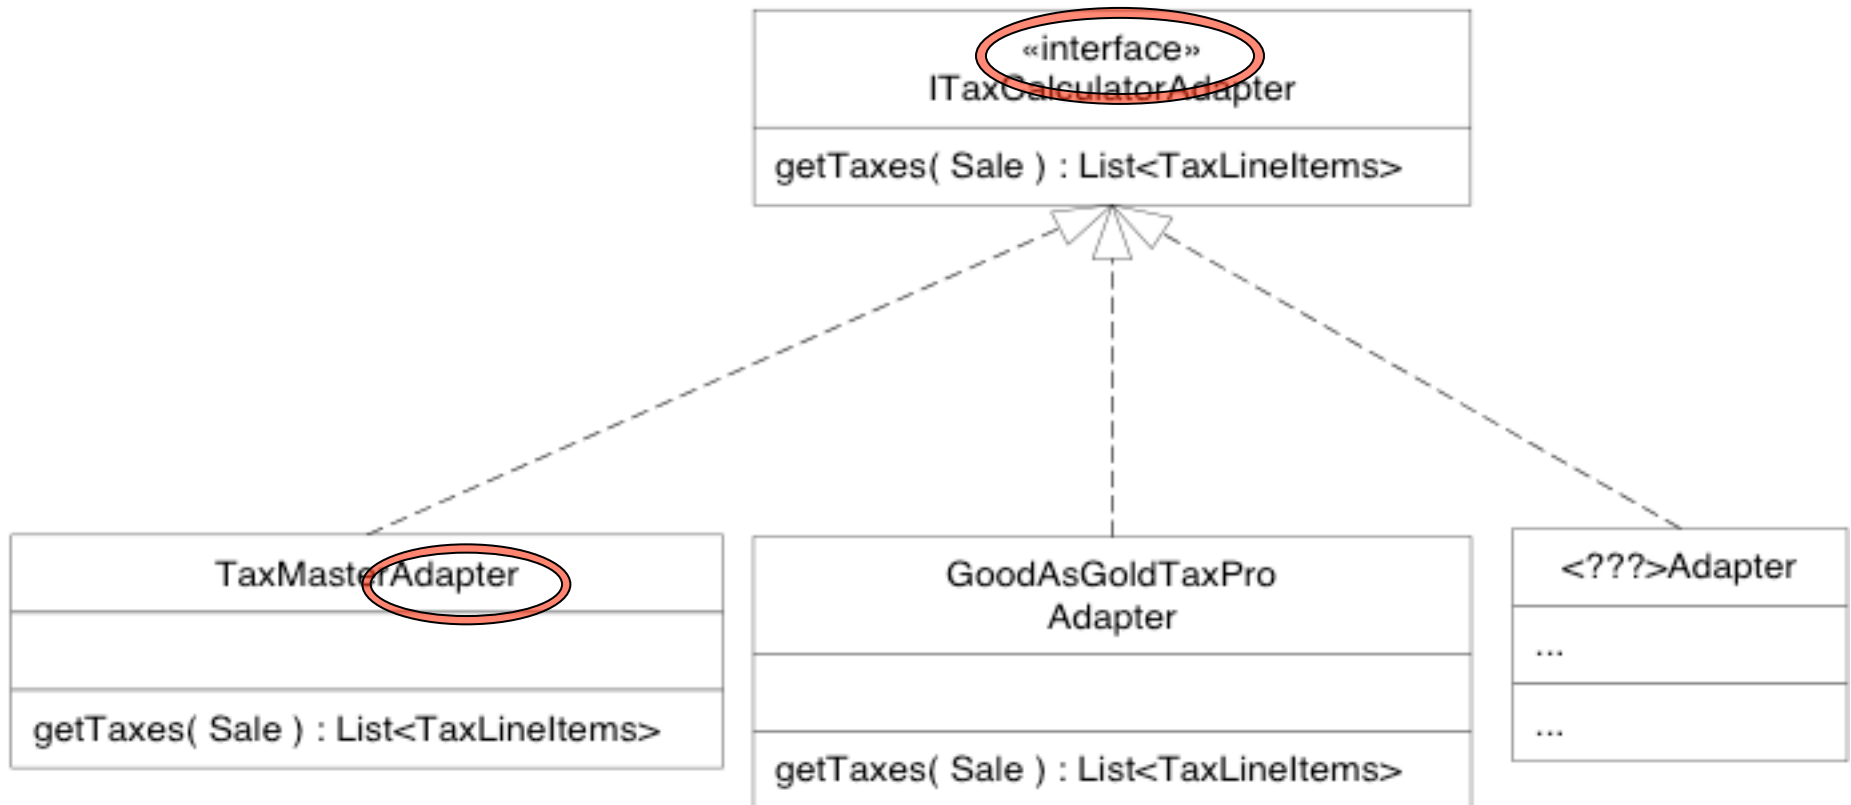 «interface»
ITaxCalculatorAdapter
getTaxes( Sale ) : List<TaxLineItems>
TaxMasterAdapter
getTaxes( Sale ) : List<TaxLineItems>
GoodAsGoldTaxPro
Adapter
getTaxes( Sale ) : List<TaxLineItems>
<???>Adapter
...
...